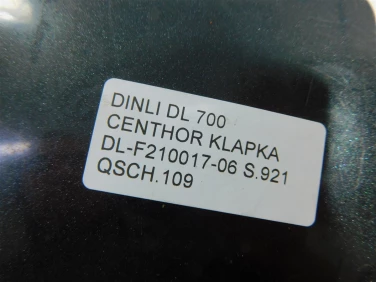 DINLI DL 700
CENTHOR KLAPKA
DL-F210017-06 S.921
QSCH.109